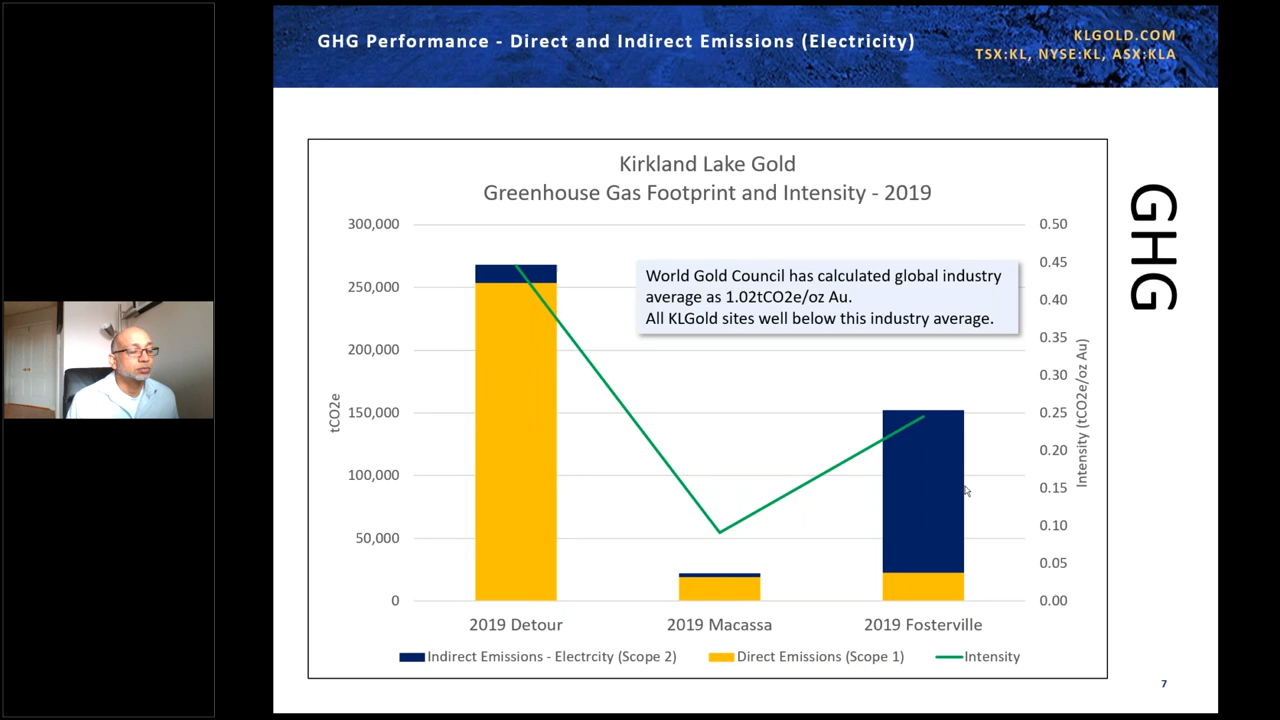 GHG Performance - Direct and Indirect Emissions (Electricity)
KLGOLD.COM
TSX:KL, NYSE:KL, ASX:KLA
Kirkland Lake Gold
Greenhouse Gas Footprint and Intensity - 2019
300,000
250,000
200,000
150,000
100,000
50,000
0
tCO2e
World Gold Council has calculated global industry
average as 1.02tCO2e/oz Au.
All KLGold sites well below this industry average.
0.50
0.45
0.40
0.35
0.30
0.25
0.20
0.15
0.10
0.05
0.00
Intensity (tCO2e/oz Au)
2019 Detour
2019 Macassa
2019 Fosterville
Indirect Emissions - Electrcity (Scope 2)
Direct Emissions (Scope 1)
Intensity
GHG
7